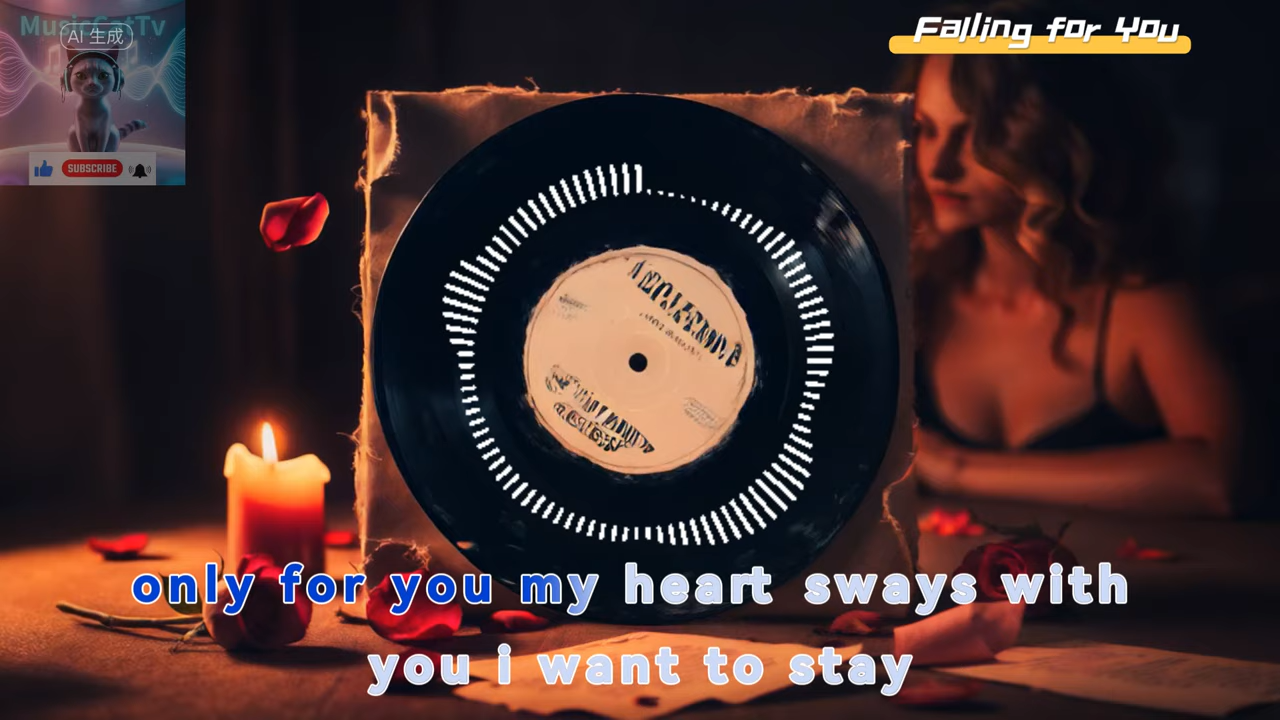 MusicCatTv
AI 生成
SUBSCRIBE
Falling for You
only for you my heart sways with
you i want to stay